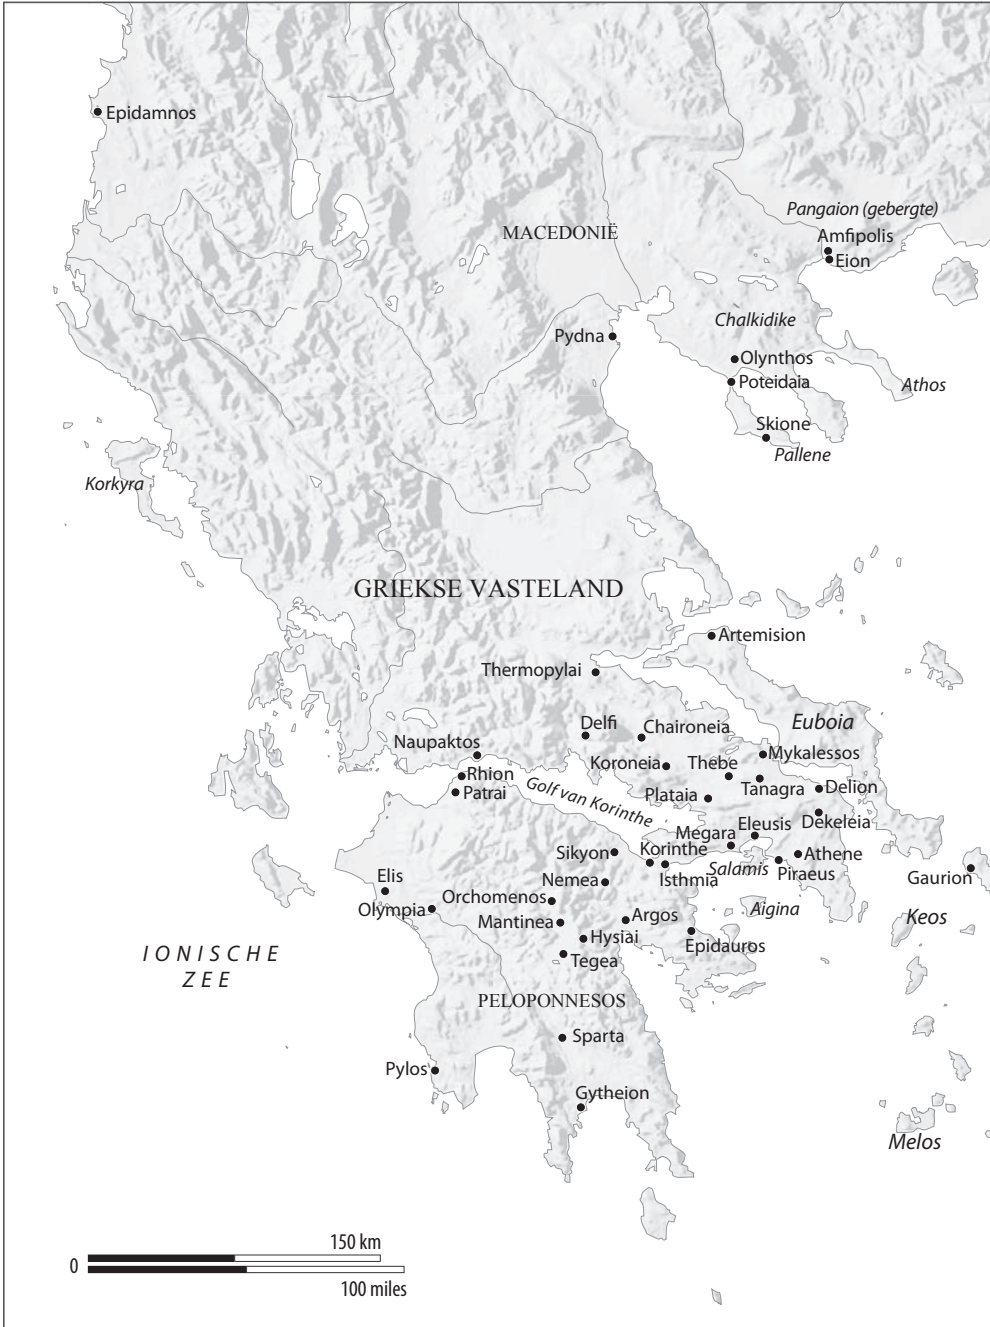 Epidamnos
Pangaion (gebergte)
MACEDONIË
Amfipolis
Eion
Chalkidike
Pydna
Olynthos
Poteidaia
Athos
Skione
Pallene
Korkyra
GRIEKSE VASTELAND
Artemision
Thermopylai
Delfi
Chaironeia
Euboia
Naupaktos
Koroneia
Thebe
Mykalessos
Rhion
Patrai
Golf van Korinthe
Plataia
Tanagra
Delion
Dekeleia
Megara
Eleusis
Sikyon
Korinthe
Isthmia
Salamis
Athene
Piraeus
Gaurion
Elis
Nemea
Olympia
Orchomenos
Mantinea
Argos
Aigina
Keos
Hysiai
Epidauros
Tegea
IONISCHE
ZEE
PELOPONNESOS
Sparta
Pylos
Gytheion
Melos
150 km
0
100 miles